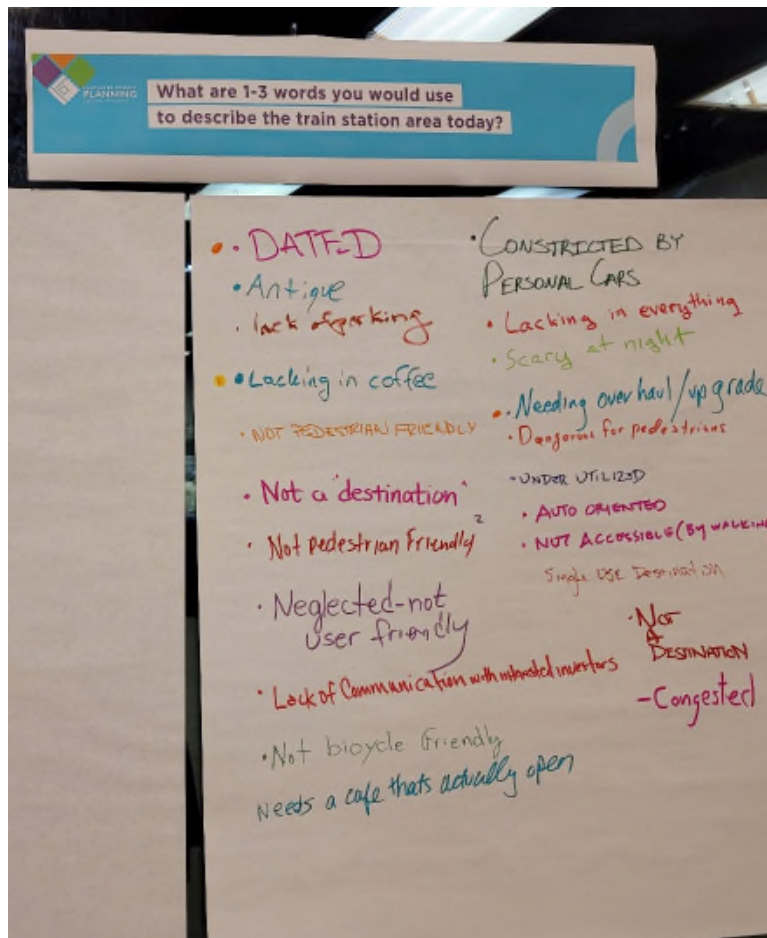 PLANNING
What are 1-3 words you would use
to describe the train station area today?
• DATED
• Antique
• lack of parking
• Lacking in coffee
• NOT PEDESTRIAN FRIENDLY
• Not a "destination"
• Not pedestrian Friendly 2
• Neglected-not
user friendly
• Lack of Communication with interested investors
• Not bicycle friendly
Needs a cafe thats actually open
• CONSTRICTED BY
PERSONAL CARS
• Lacking in everything
• Scary at night
• Needing overhaul/upgrade
• Dangerous for pedestrians
• UNDER UTILIZED
• AUTO ORIENTED
• NOT ACCESSIBLE (BY WALKING
Single USE Destination
• NOT
A
DESTINATION
- Congested